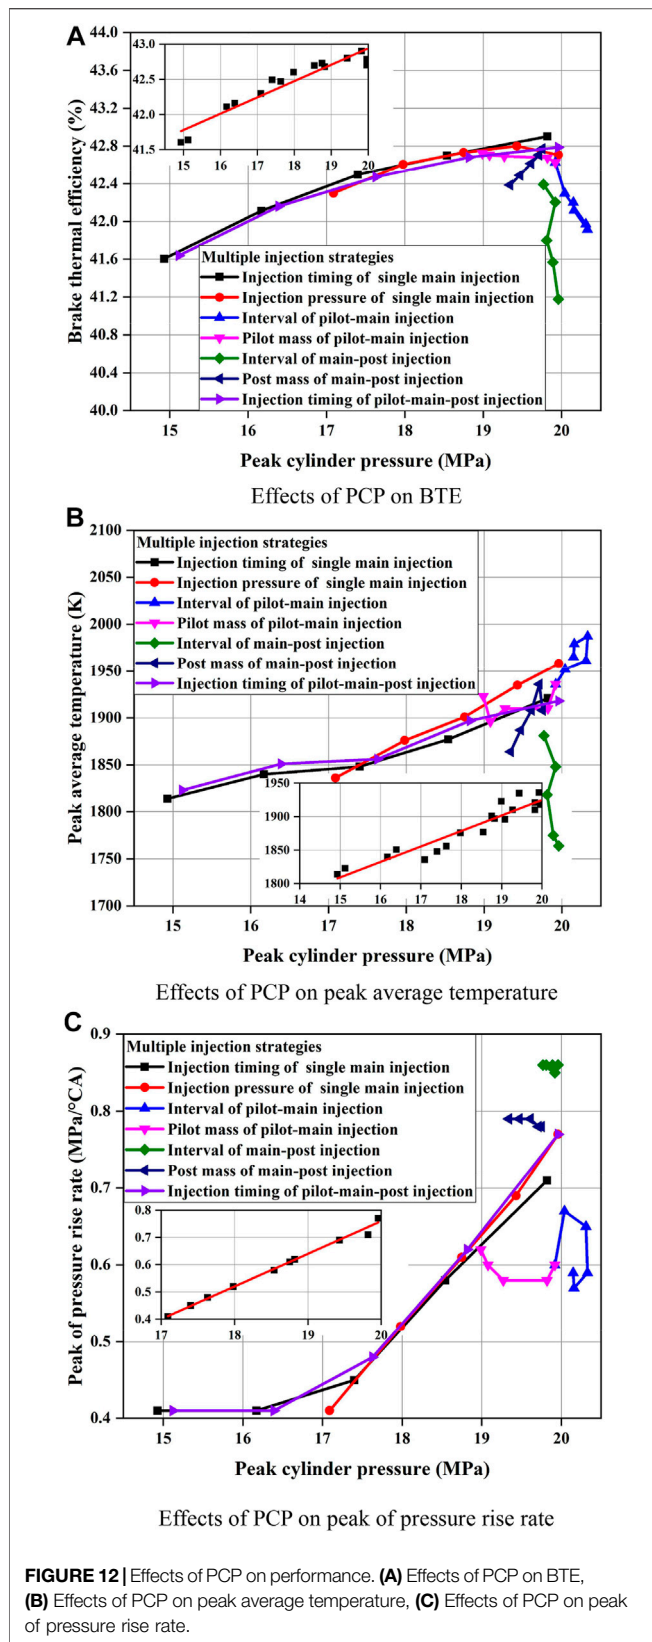 A
44.0
43.6
43.2
42.8
42.4
42.0
41.6
41.2
40.8
40.4
40.0
Brake thermal efficiency (%)
43.0
42.5
42.0
41.5
15 16 17 18 19 20
Multiple injection strategies
Injection timing of single main injection
Injection pressure of single main injection
Interval of pilot-main injection
Pilot mass of pilot-main injection
Interval of main-post injection
Post mass of main-post injection
Injection timing of pilot-main-post injection
15 16 17 18 19 20
Peak cylinder pressure (MPa)
Effects of PCP on BTE
B
2100
2050
2000
1950
1900
1850
1800
1750
1700
Peak average temperature (K)
Multiple injection strategies
Injection timing of single main injection
Injection pressure of single main injection
Interval of pilot-main injection
Pilot mass of pilot-main injection
Interval of main-post injection
Post mass of main-post injection
Injection timing of pilot-main-post injection
1950
1900
1850
1800
14 15 16 17 18 19 20
15 16 17 18 19 20
Peak cylinder pressure (MPa)
Effects of PCP on peak average temperature
C
0.9
0.8
0.7
0.6
0.5
0.4
Peak of pressure rise rate (MPa/°CA)
Multiple injection strategies
Injection timing of single main injection
Injection pressure of single main injection
Interval of pilot-main injection
Pilot mass of pilot-main injection
Interval of main-post injection
Post mass of main-post injection
Injection timing of pilot-main-post injection
0.8
0.7
0.6
0.5
0.4
17 18 19 20
15 16 17 18 19 20
Peak cylinder pressure (MPa)
Effects of PCP on peak of pressure rise rate
FIGURE 12 | Effects of PCP on performance. (A) Effects of PCP on BTE,
(B) Effects of PCP on peak average temperature, (C) Effects of PCP on peak
of pressure rise rate.